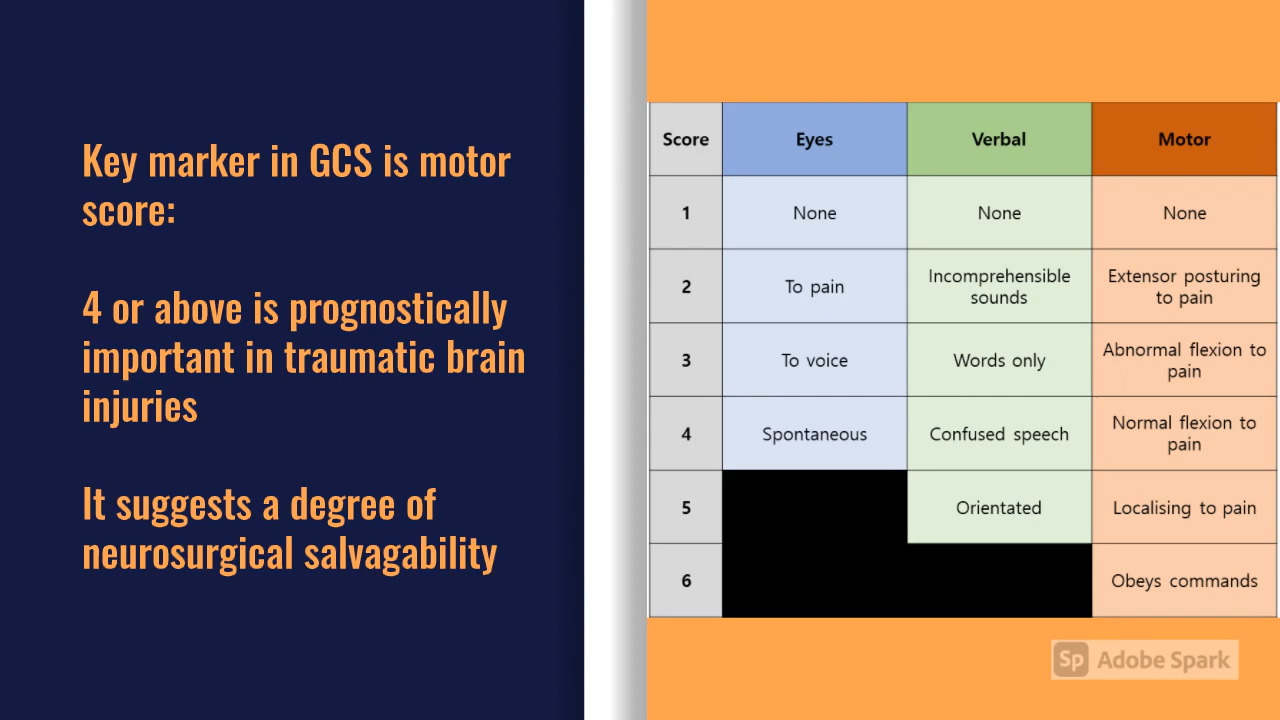 Key marker in GCS is motor
score:
4 or above is prognostically
important in traumatic brain
injuries
It suggests a degree of
neurosurgical salvagability
Score Eyes Verbal Motor
1 None None None
2 To pain Incomprehensible sounds Extensor posturing to pain
3 To voice Words only Abnormal flexion to pain
4 Spontaneous Confused speech Normal flexion to pain
5 Orientated Localising to pain
6 Obeys commands
Sp Adobe Spark